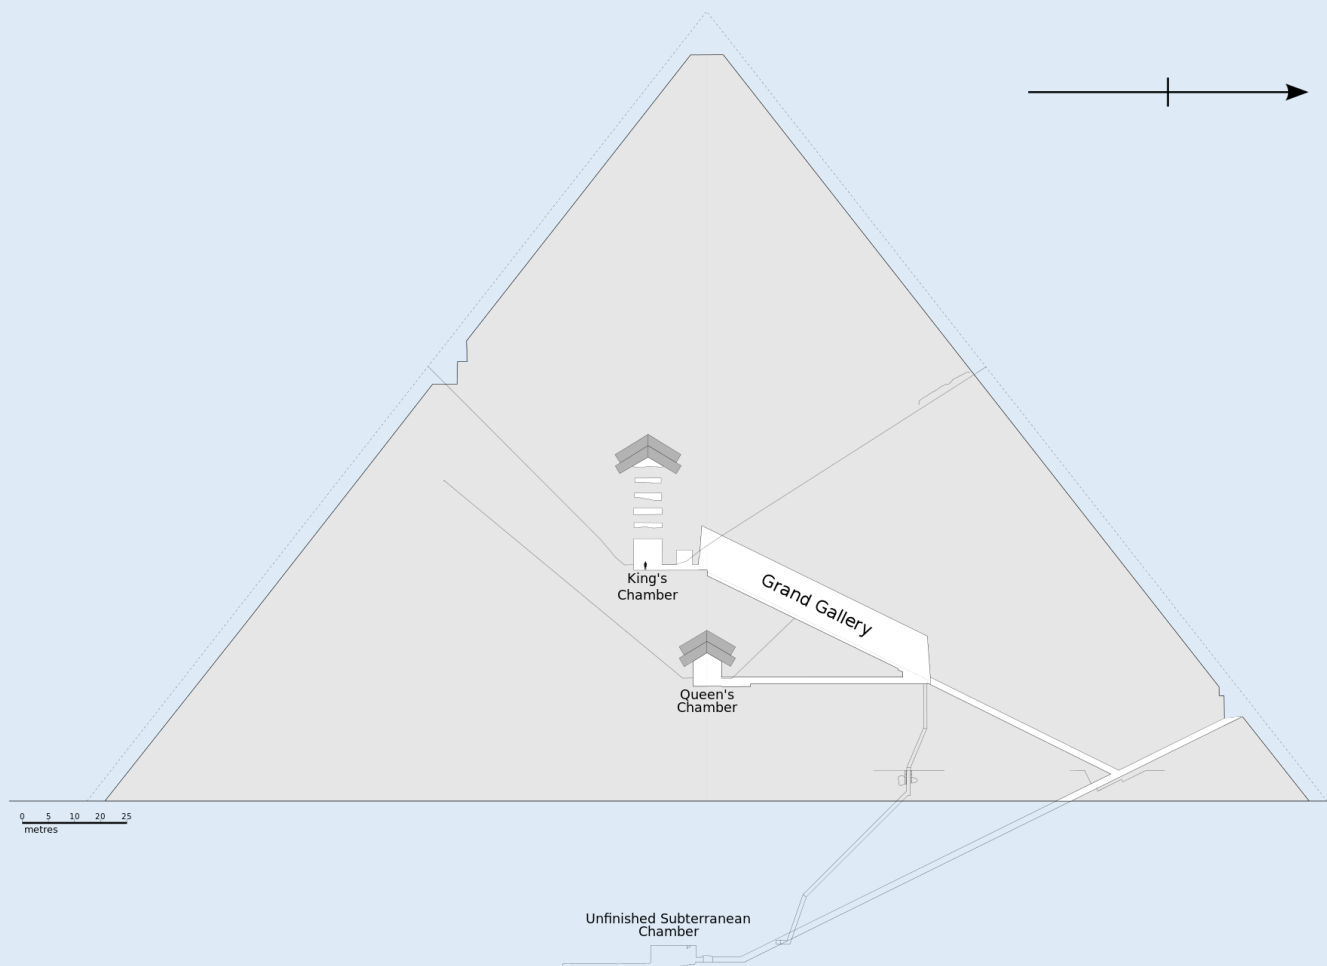 King's
Chamber
Grand Gallery
Queen's
Chamber
0 5 10 20 25
metres
Unfinished Subterranean
Chamber